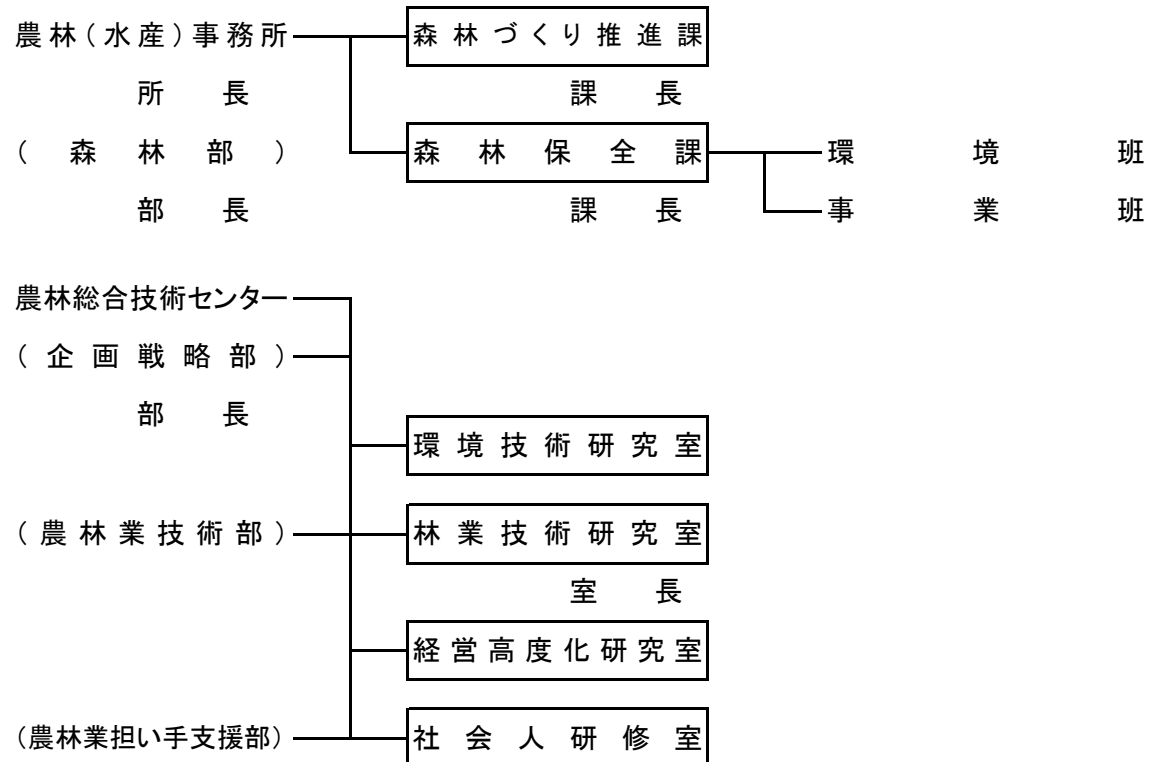 農林(水産)事務所 森林づくり推進課
所長 課長
(森林部) 森林保全課 環境班
部長 課長 事業班
農林総合技術センター
(企画戦略部)
部長
環境技術研究室
(農林業技術部) 林業技術研究室
室長
経営高度化研究室
(農林業担い手支援部) 社会人研修室